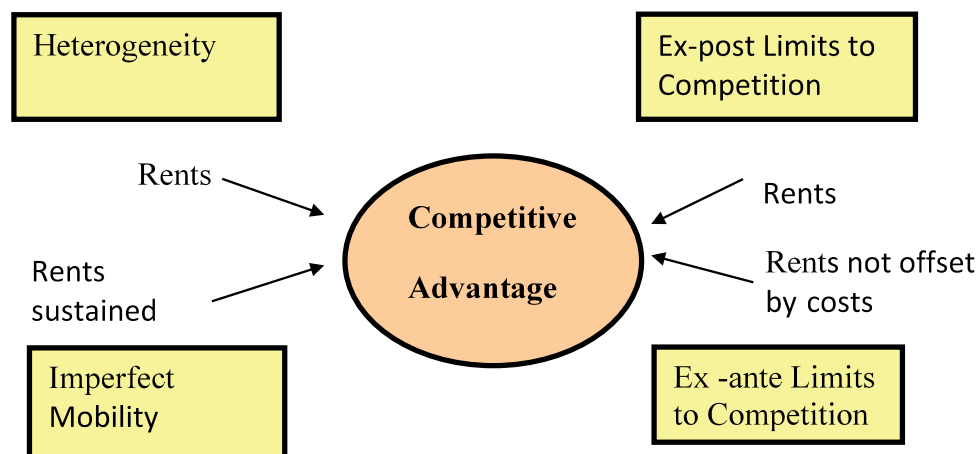 Heterogeneity
Ex-post Limits to
Competition
Rents
Competitive
Advantage
Rents
Rents
sustained
Rents not offset
by costs
Imperfect
Mobility
Ex -ante Limits
to Competition